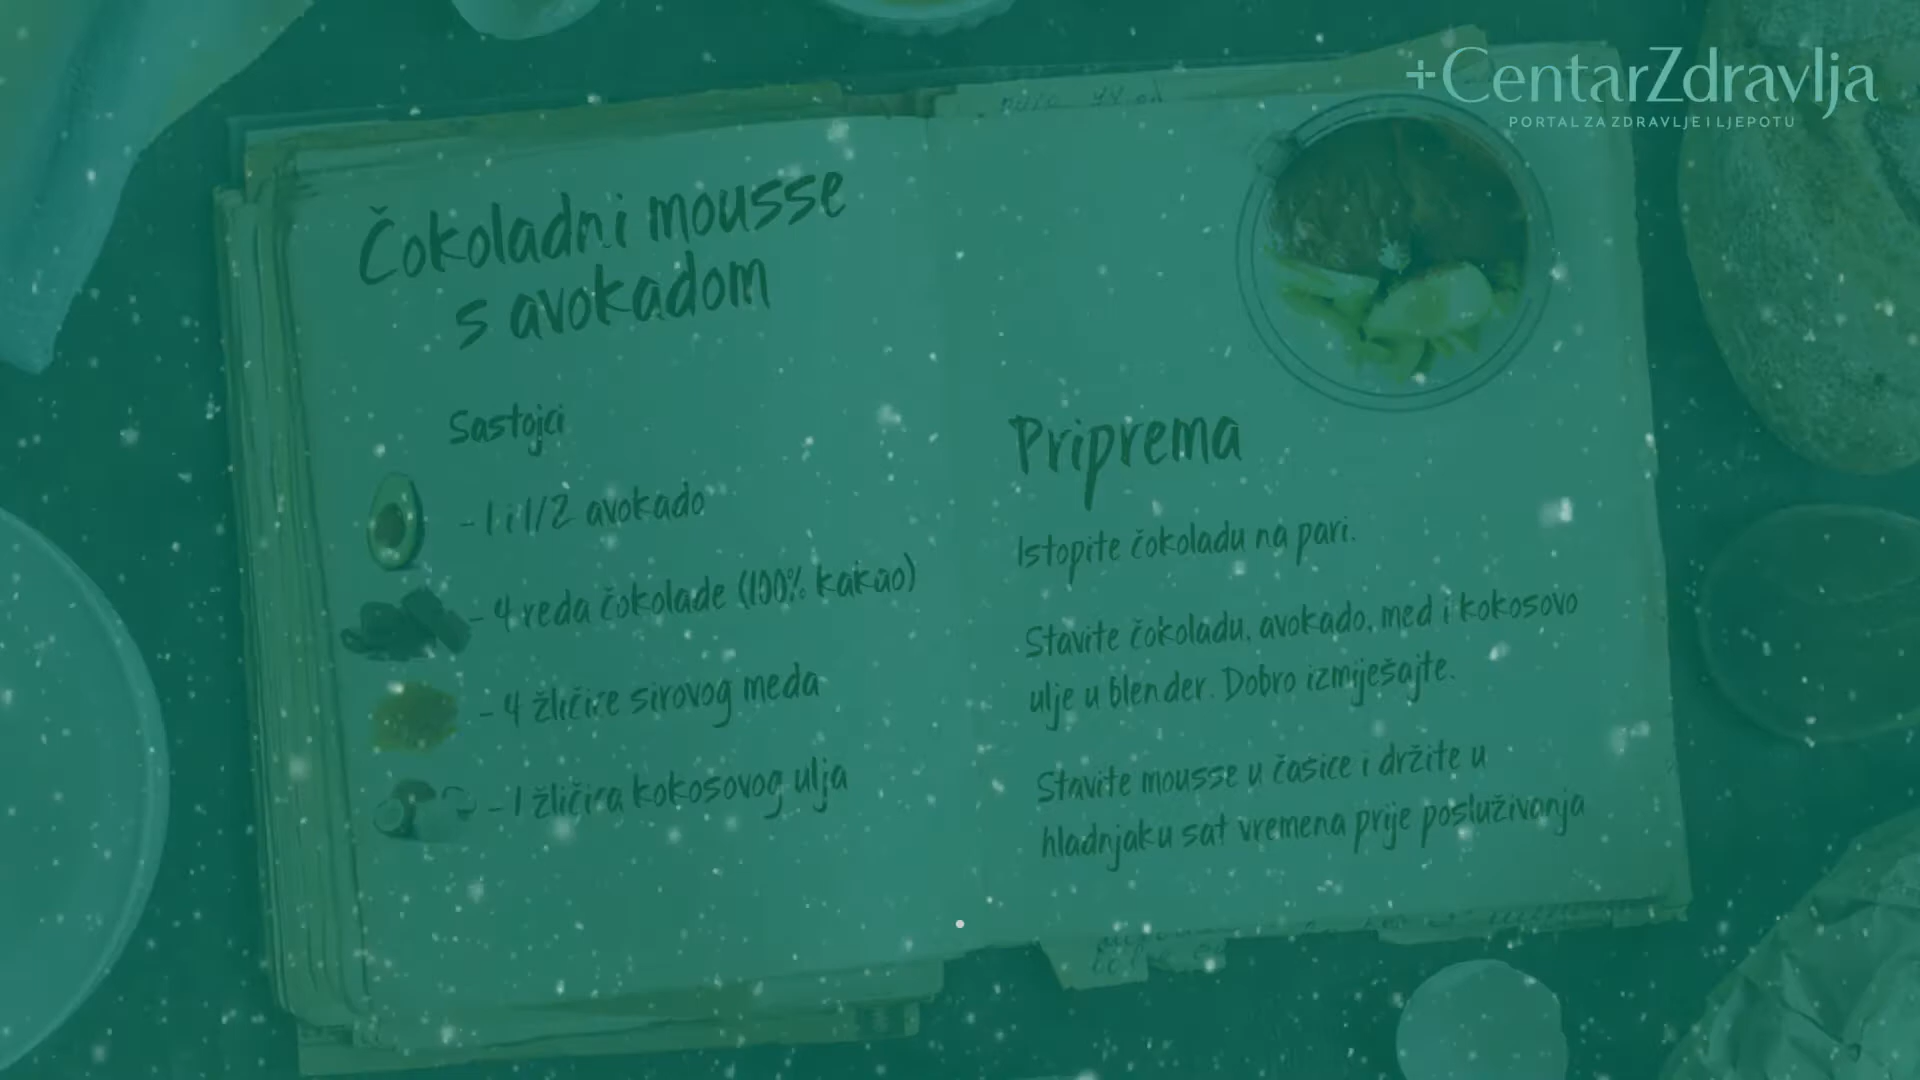 +CentarZdravlja
PORTAL ZA ZDRAVLJE I LJEPOTU
Čokoladni mousse
s avokadom
Sastojci
- 1 i 1/2 avokado
- 4 reda čokolade (100% kakao)
- 4 žličice sirovog meda
- 1 žličica kokosovog ulja
Priprema
Istopite čokoladu na pari.
Stavite čokoladu, avokado, med i kokosovo
ulje u blender. Dobro izmiješajte.
Stavite mousse u čašice i držite u
hladnjaku sat vremena prije posluživanja